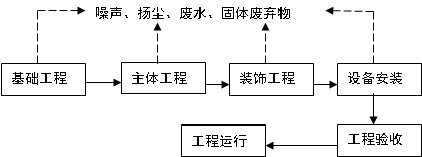 噪声、扬尘、废水、固体废弃物
基础工程
主体工程
装饰工程
设备安装
工程运行
工程验收